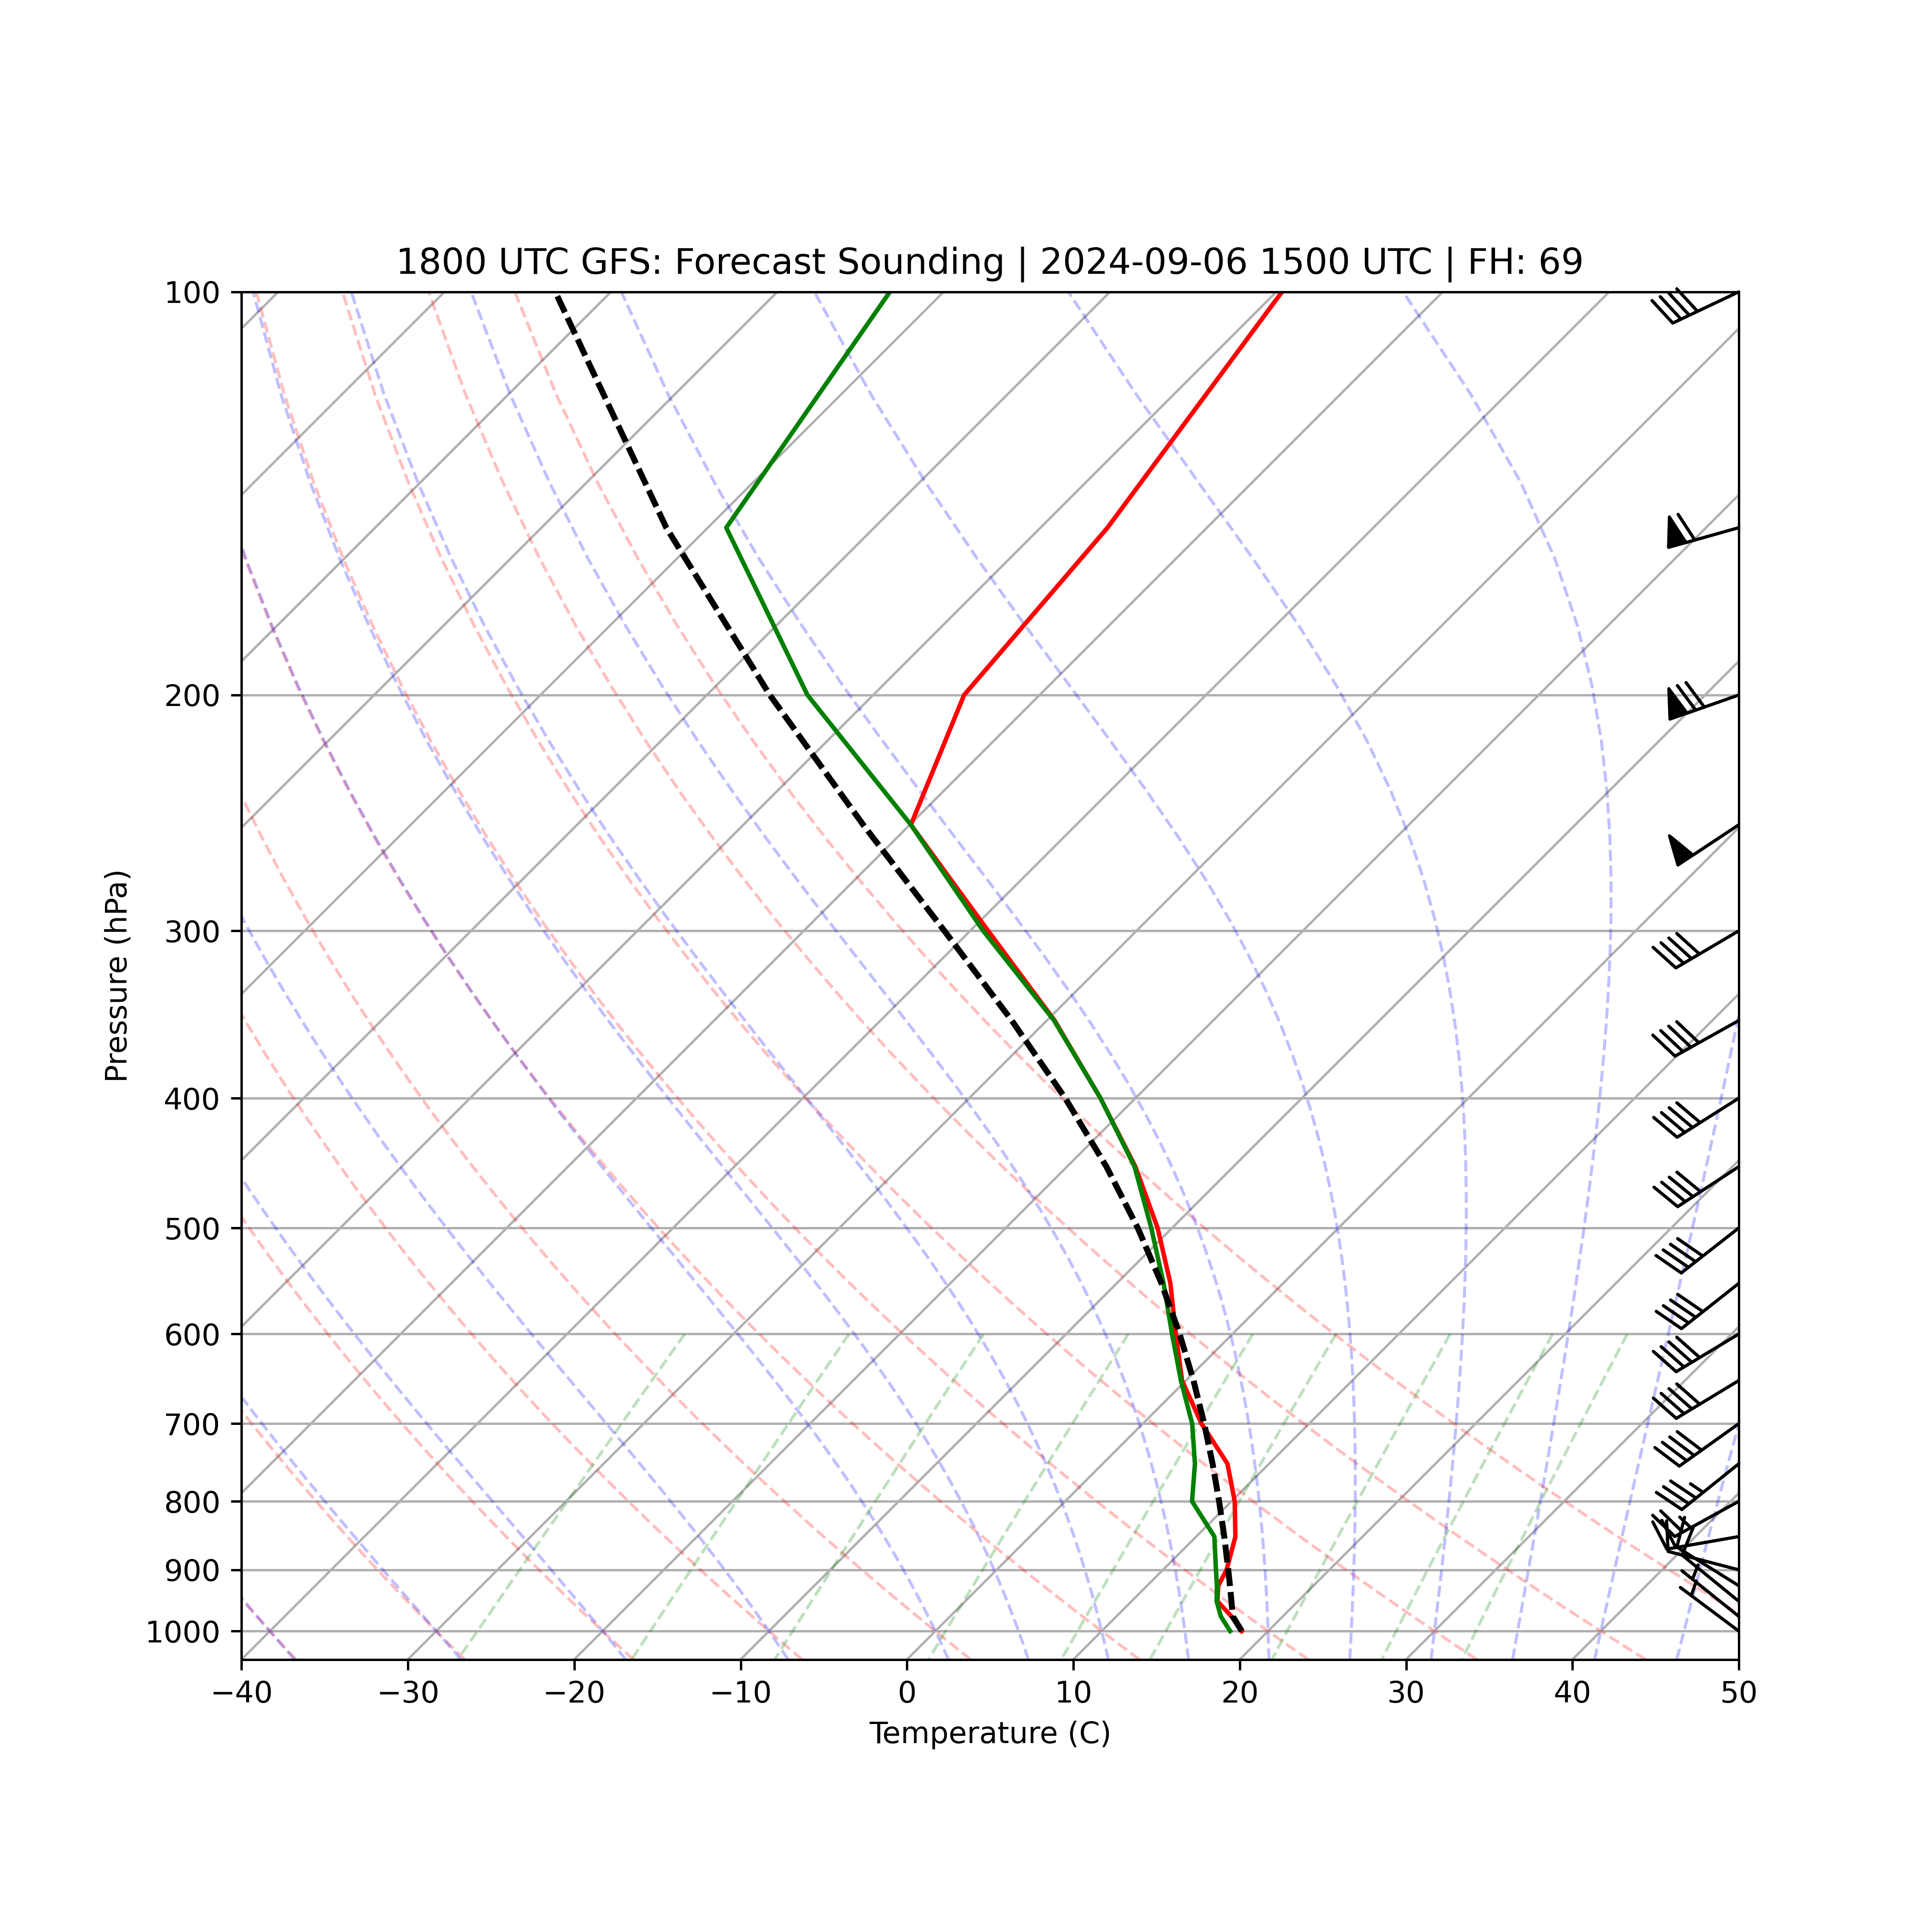 1800 UTC GFS: Forecast Sounding | 2024-09-06 1500 UTC | FH: 69
100
200
300
400
500
600
700
800
900
1000
Pressure (hPa)
−40 −30 −20 −10 0 10 20 30 40 50
Temperature (C)